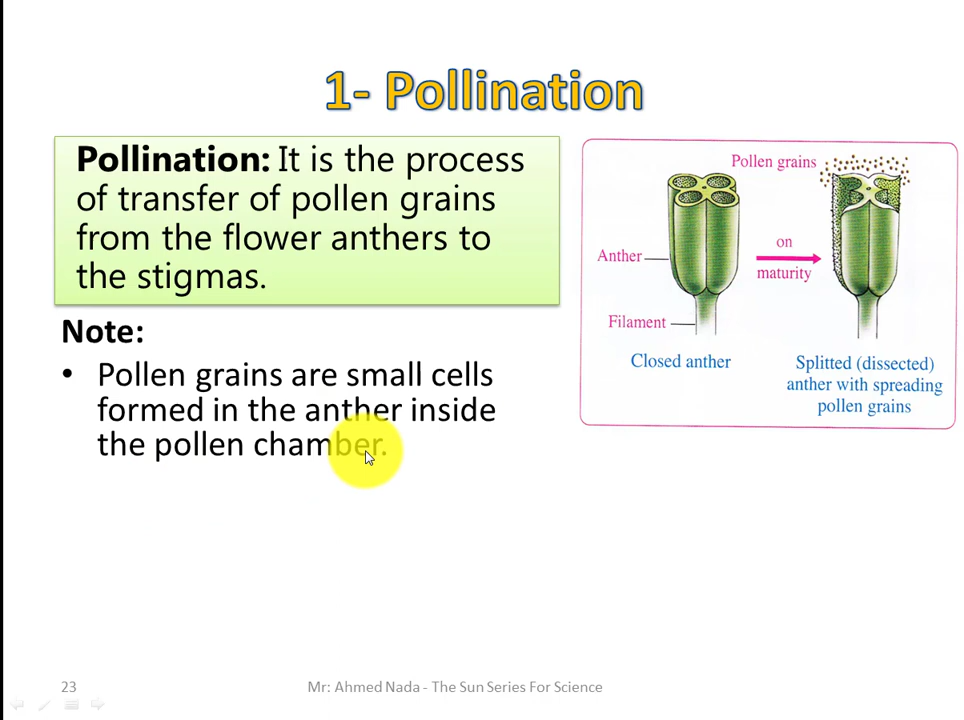 1- Pollination
Pollination: It is the process
of transfer of pollen grains
from the flower anthers to
the stigmas.
Note:
• Pollen grains are small cells
formed in the anther inside
the pollen chamber.
Pollen grains
Anther
on
maturity
Filament
Closed anther
Splitted (dissected)
anther with spreading
pollen grains
23
Mr: Ahmed Nada - The Sun Series For Science